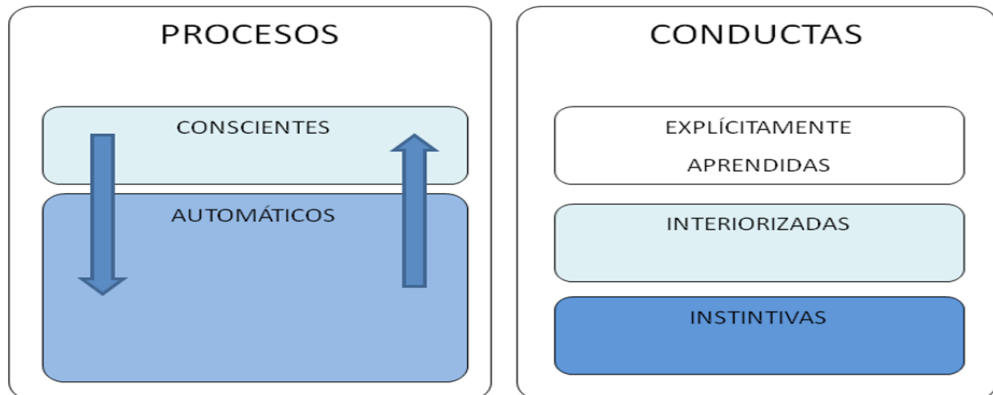 PROCESOS
CONSCIENTES
AUTOMÁTICOS
CONDUCTAS
EXPLÍCITAMENTE
APRENDIDAS
INTERIORIZADAS
INSTINTIVAS